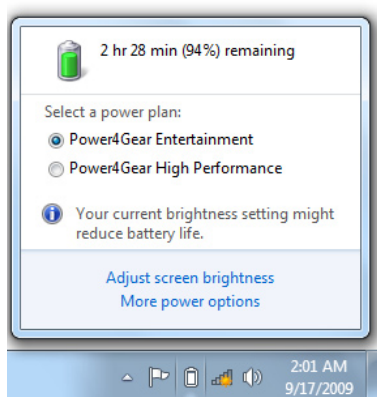 2 hr 28 min (94%) remaining
Select a power plan:
Power4Gear Entertainment
Power4Gear High Performance
Your current brightness setting might
reduce battery life.
Adjust screen brightness
More power options
2:01 AM
9/17/2009